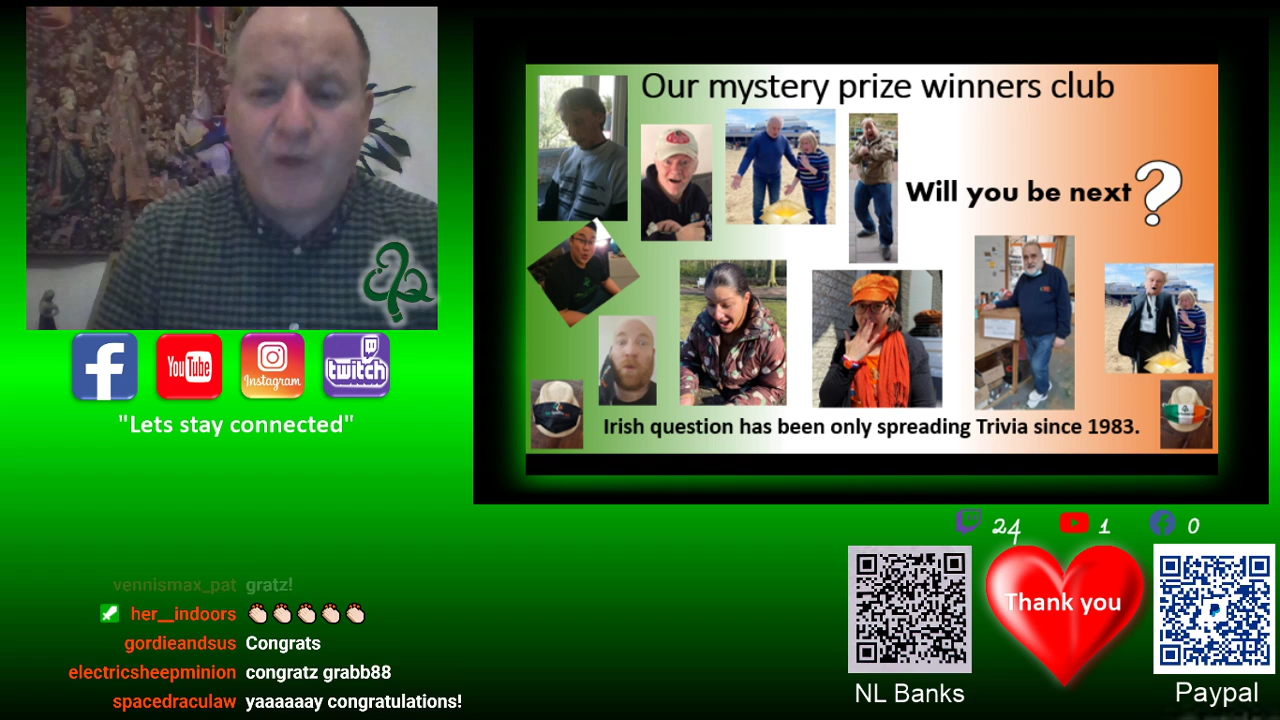 Our mystery prize winners club
Will you be next?
Irish question has been only spreading Trivia since 1983.
YouTube
Instagram
twitch
"Lets stay connected"
24 1 0
vennismax_pat gratz!
her__indoors 👏🏻👏🏻👏🏻👏🏻👏🏻
gordieandsus Congrats
electricsheepminion congratz grabb88
spacedraculaw yaaaaaay congratulations!
Thank you
NL Banks
Paypal